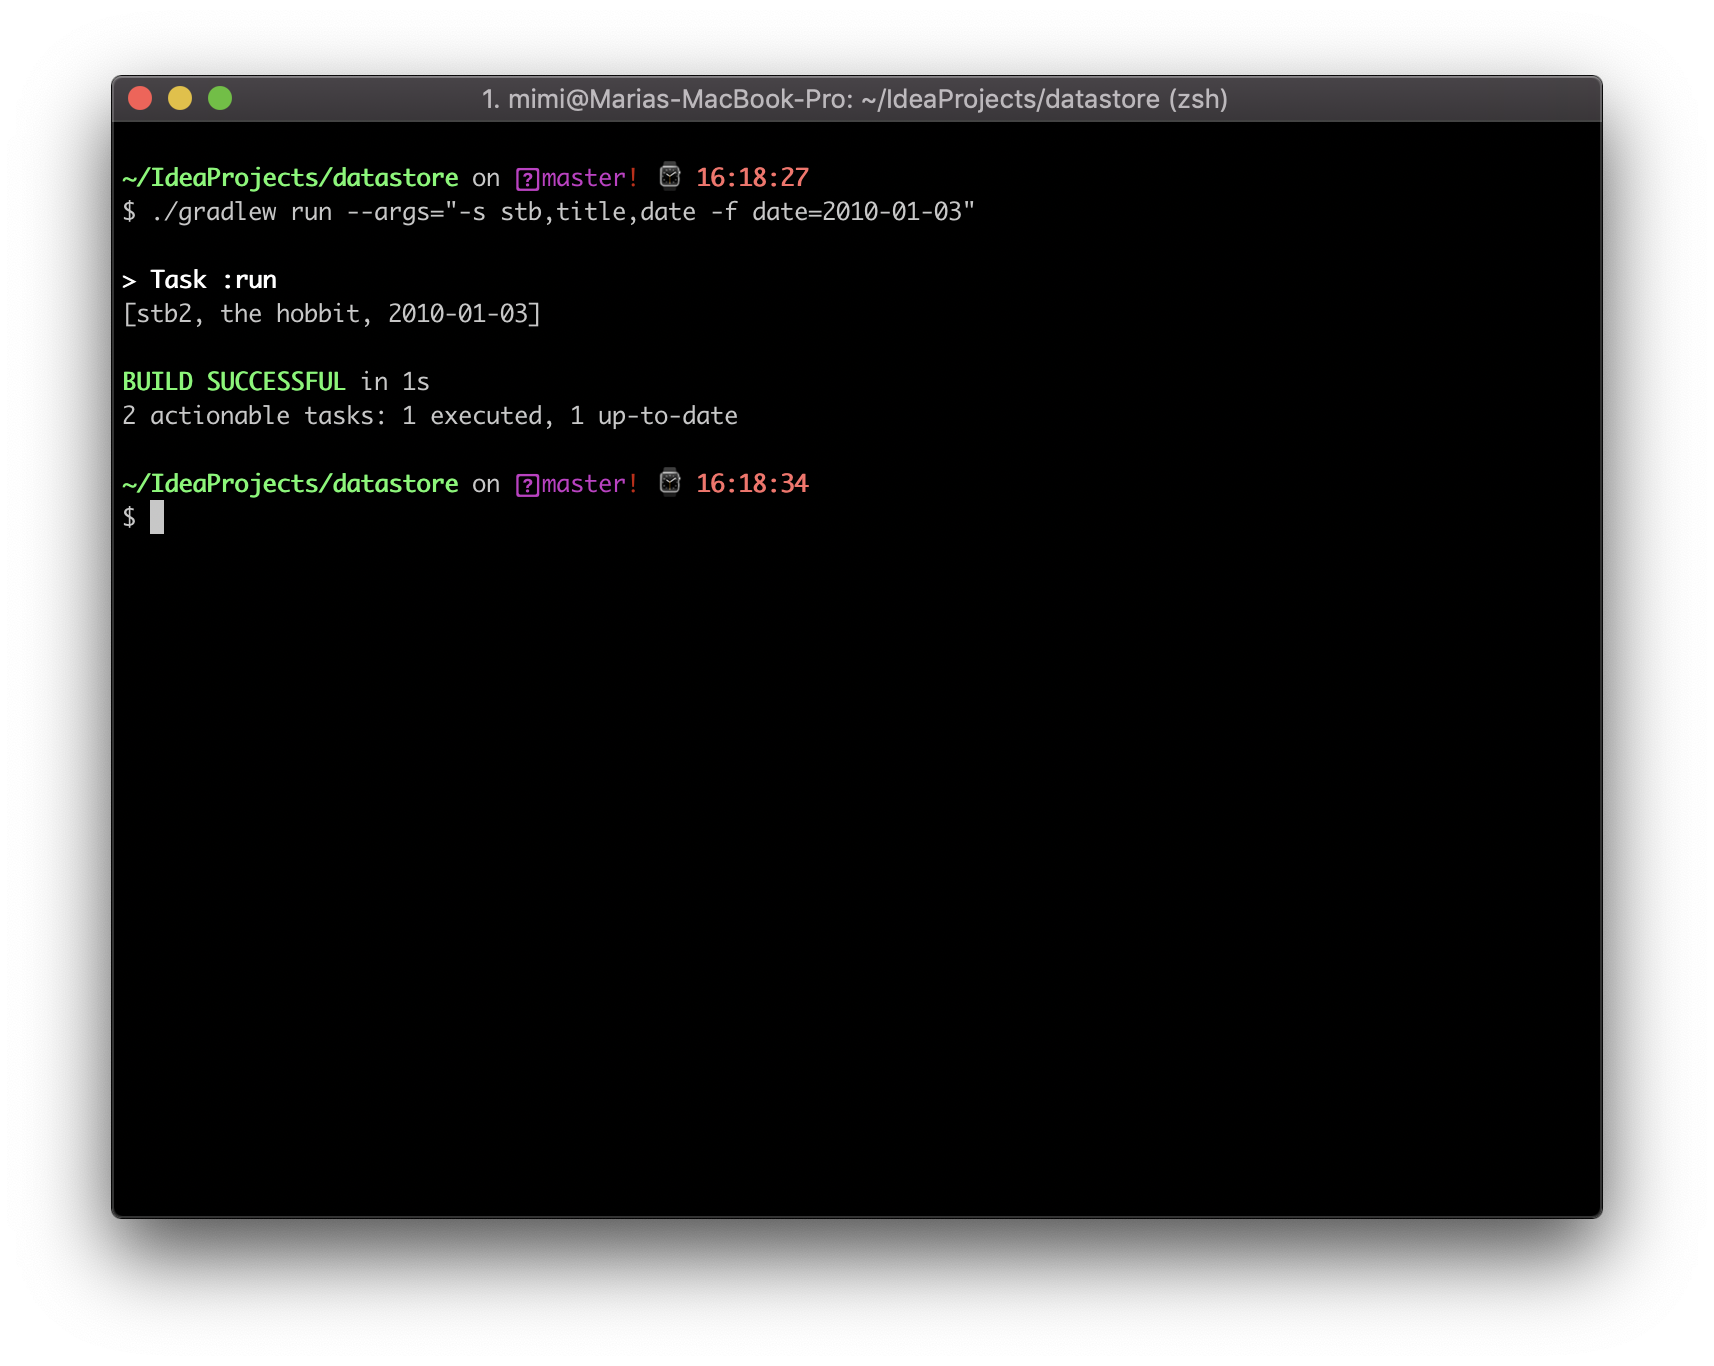 1. mimi@Marias-MacBook-Pro: ~/IdeaProjects/datastore (zsh)
~/IdeaProjects/datastore on ?master! ⌚ 16:18:27
$ ./gradlew run --args="-s stb,title,date -f date=2010-01-03"
> Task :run
[stb2, the hobbit, 2010-01-03]
BUILD SUCCESSFUL in 1s
2 actionable tasks: 1 executed, 1 up-to-date
~/IdeaProjects/datastore on ?master! ⌚ 16:18:34
$